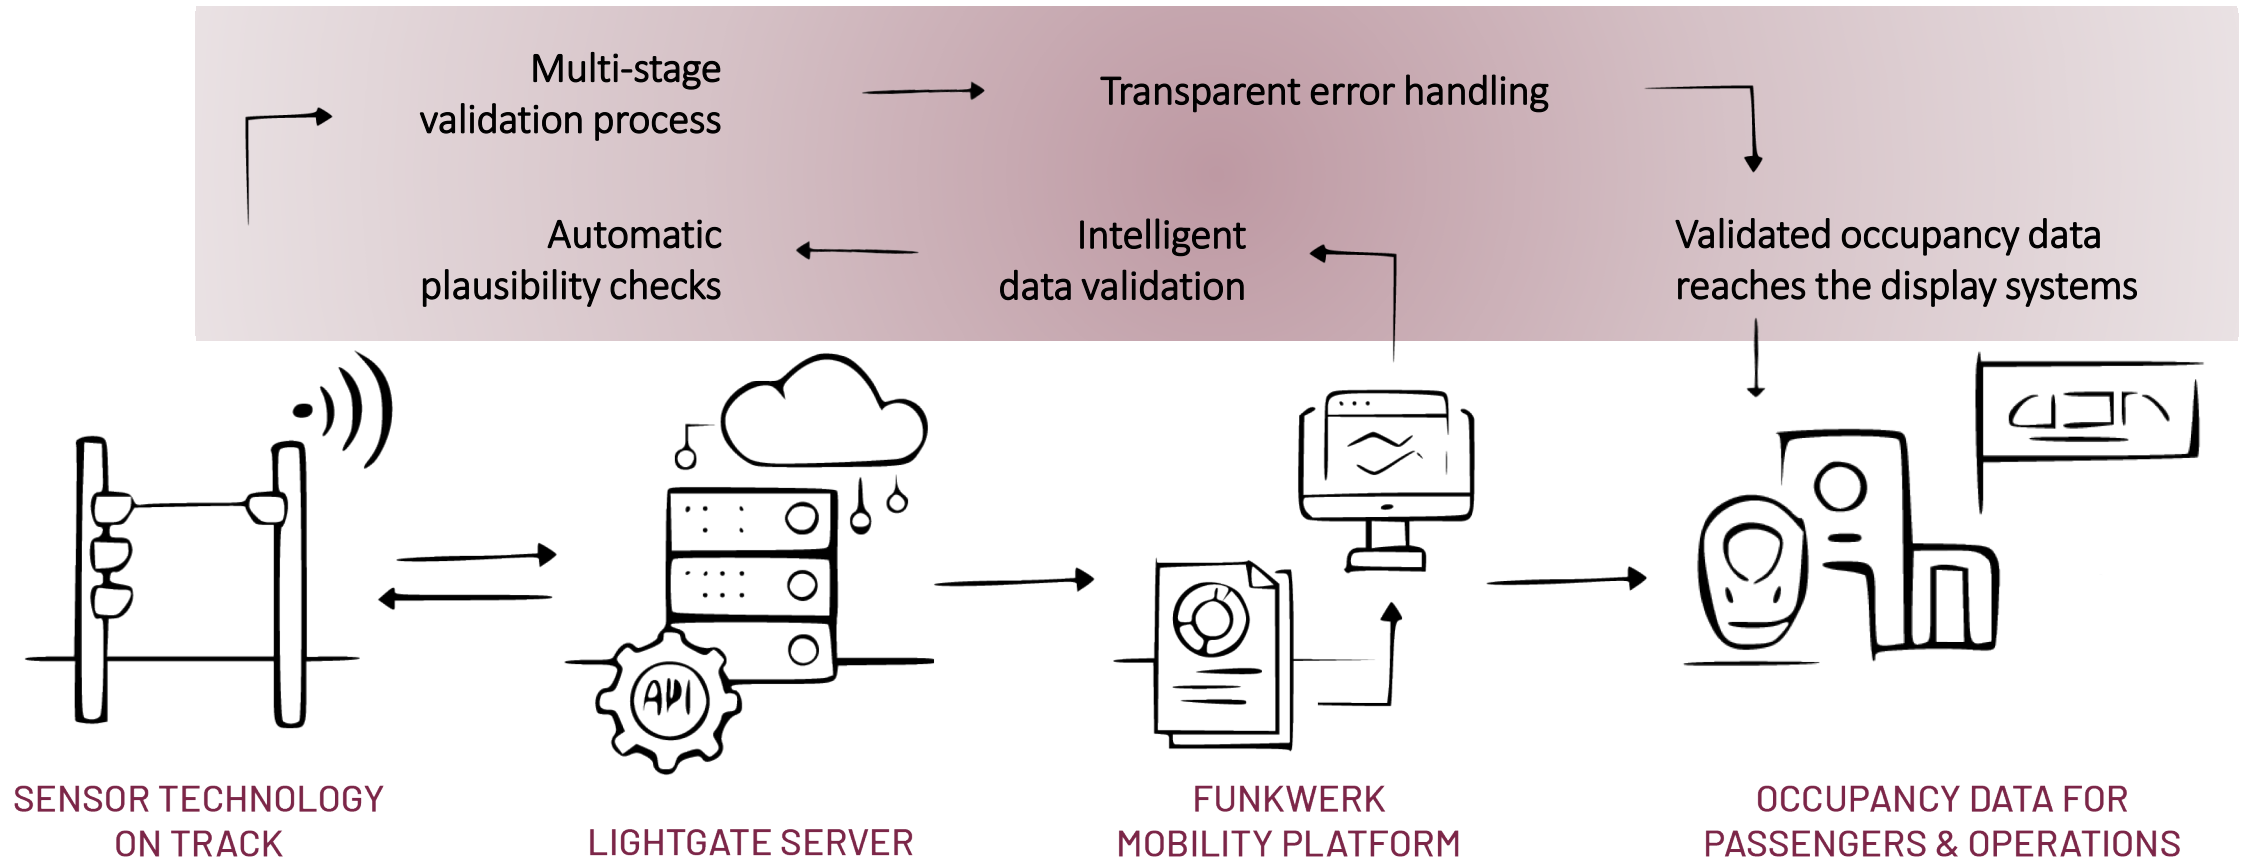 Multi-stage
validation process
Transparent error handling
Automatic
plausibility checks
Intelligent
data validation
Validated occupancy data
reaches the display systems
API
SENSOR TECHNOLOGY
ON TRACK
LIGHTGATE SERVER
FUNKWERK
MOBILITY PLATFORM
OCCUPANCY DATA FOR
PASSENGERS & OPERATIONS